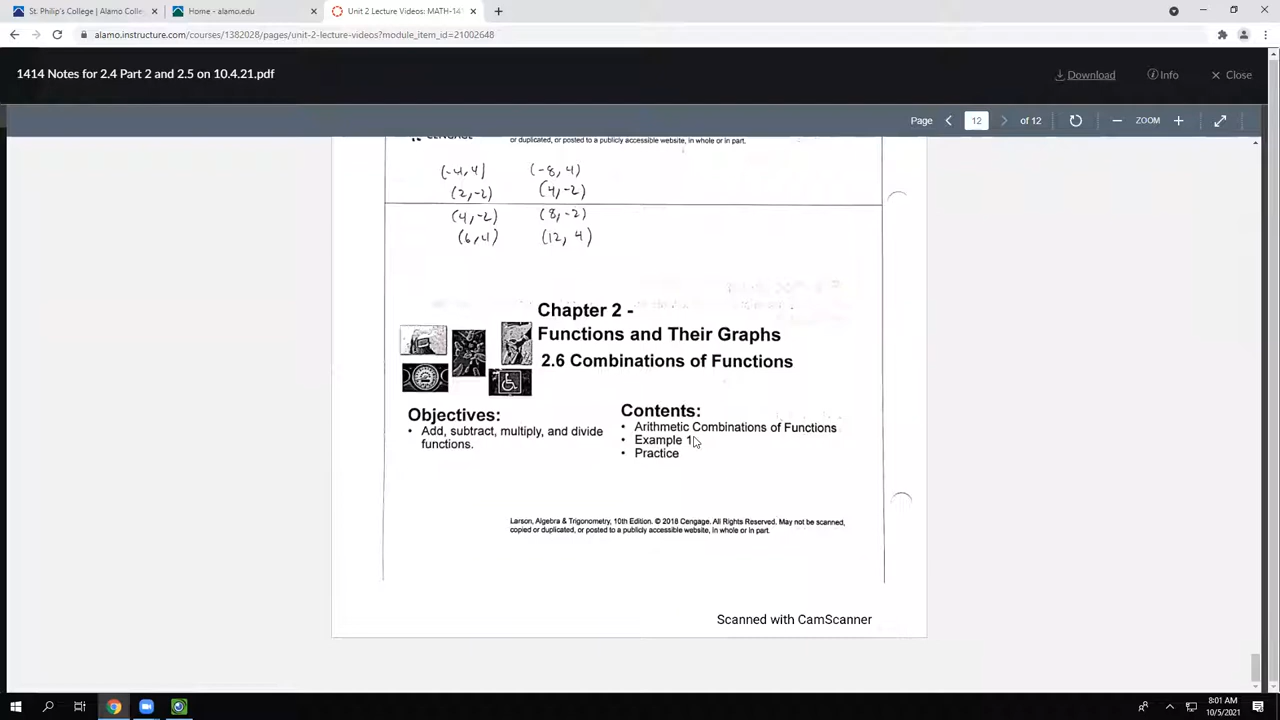 St. Philip's College | Alamo Colle
Home - alamo.edu
Unit 2 Lecture Videos: MATH-141
alamo.instructure.com/courses/1382028/pages/unit-2-lecture-videos?module_item_id=21002648
1414 Notes for 2.4 Part 2 and 2.5 on 10.4.21.pdf
Download
Info
Close
Page 12 of 12
ZOOM
CENGAGE
or duplicated, or posted to a publicly accessible website, in whole or in part.
(-4,4) (-8,4)
(2,-2) (4,-2)
(4,-2) (8,-2)
(6,4) (12, 4)
Chapter 2 -
Functions and Their Graphs
2.6 Combinations of Functions
Objectives:
• Add, subtract, multiply, and divide
functions.
Contents:
• Arithmetic Combinations of Functions
• Example 1
• Practice
Larson, Algebra & Trigonometry, 10th Edition. © 2018 Cengage. All Rights Reserved. May not be scanned,
copied or duplicated, or posted to a publicly accessible website, in whole or in part.
Scanned with CamScanner
8:01 AM
10/5/2021